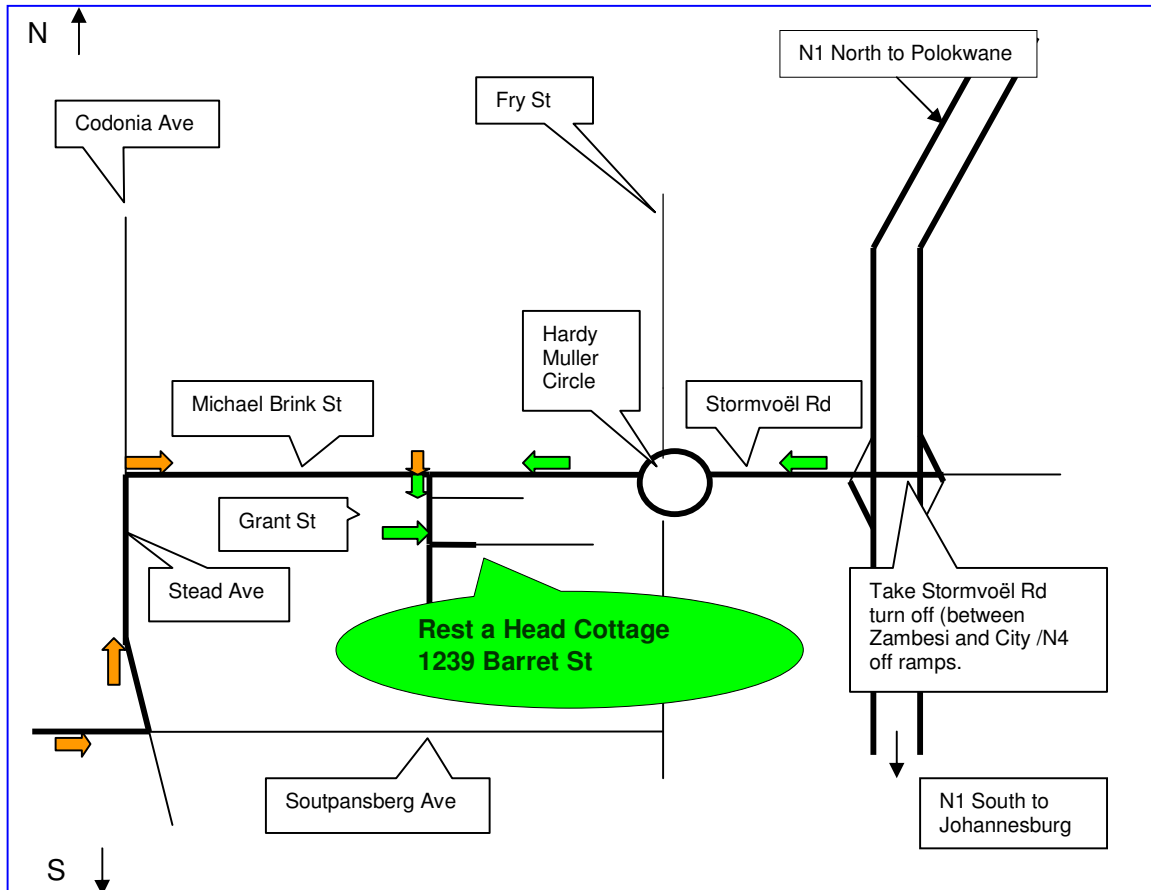 N
N1 North to Polokwane
Fry St
Codonia Ave
Hardy
Muller
Circle
Michael Brink St
Stormvoël Rd
Grant St
Stead Ave
Take Stormvoël Rd
turn off (between
Zambesi and City /N4
off ramps.
Rest a Head Cottage
1239 Barret St
Soutpansberg Ave
N1 South to
Johannesburg
S